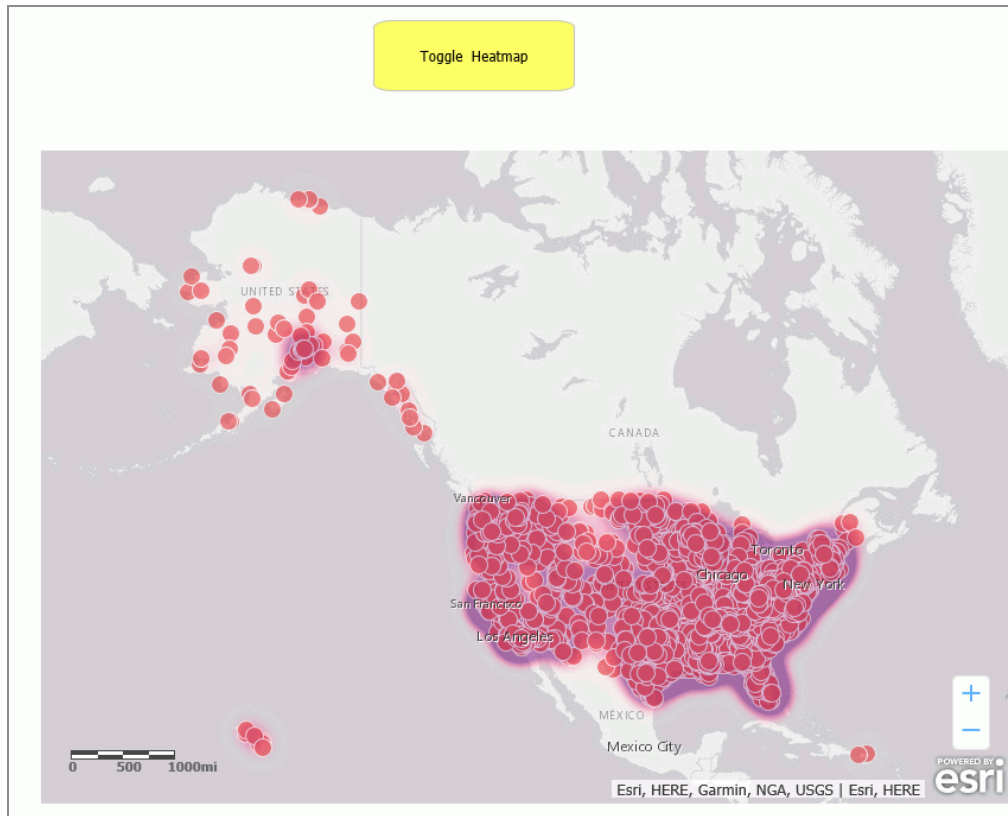 Toggle Heatmap
UNITED STATES
CANADA
Vancouver
Toronto
Chicago
New York
San Francisco
Los Angeles
MÉXICO
Mexico City
+
−
0 500 1000mi
POWERED BY
esri
Esri, HERE, Garmin, NGA, USGS | Esri, HERE